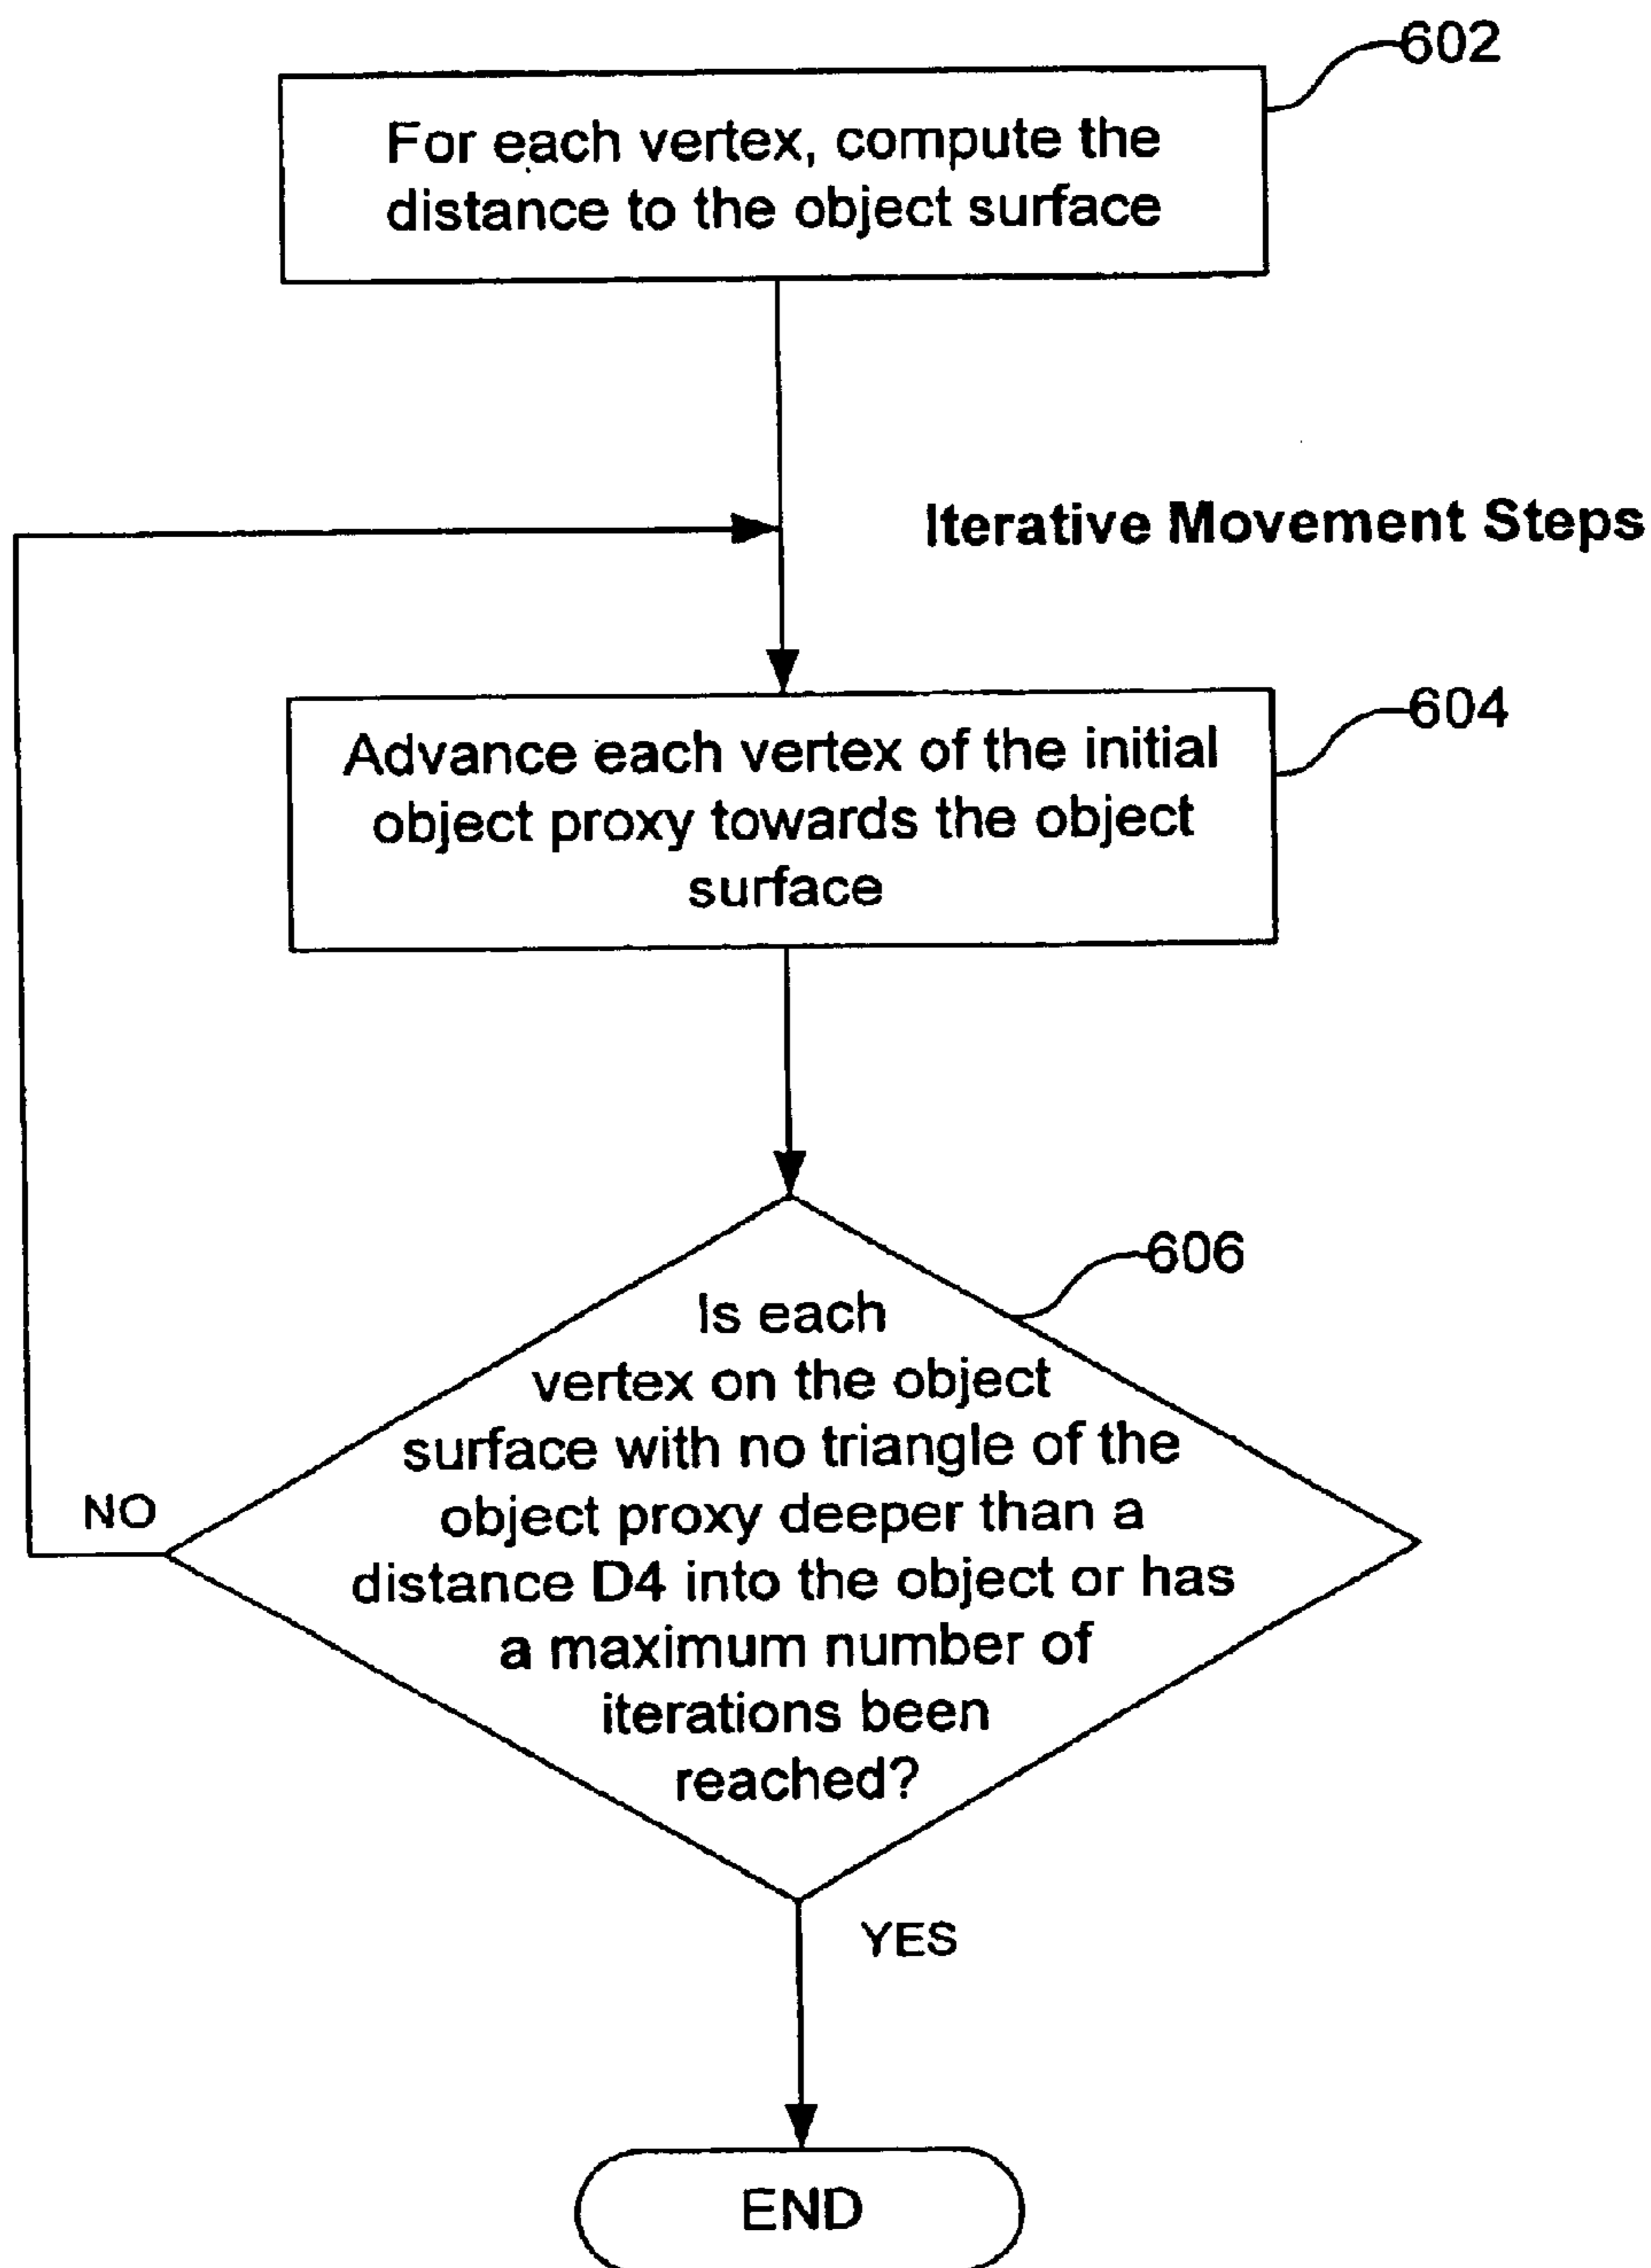 602
For each vertex, compute the
distance to the object surface
Iterative Movement Steps
604
Advance each vertex of the initial
object proxy towards the object
surface
606
Is each
vertex on the object
surface with no triangle of the
object proxy deeper than a
distance D4 into the object or has
a maximum number of
iterations been
reached?
NO
YES
END